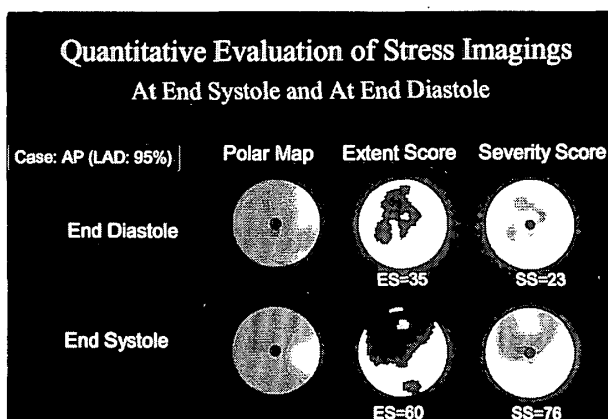 Quantitative Evaluation of Stress Imagings
At End Systole and At End Diastole
Case: AP (LAD: 95%) Polar Map Extent Score Severity Score
End Diastole
ES=35 SS=23
End Systole
ES=60 SS=76